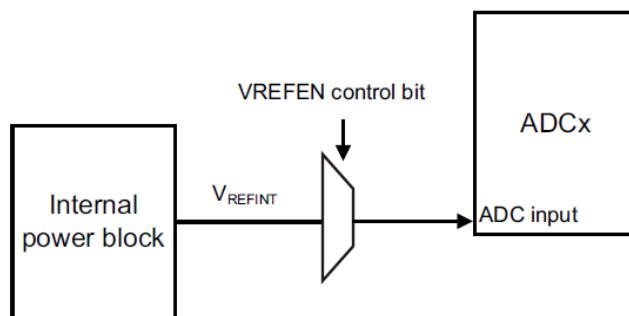 VREFEN control bit
ADCx
Internal
power block
VREFINT
ADC input